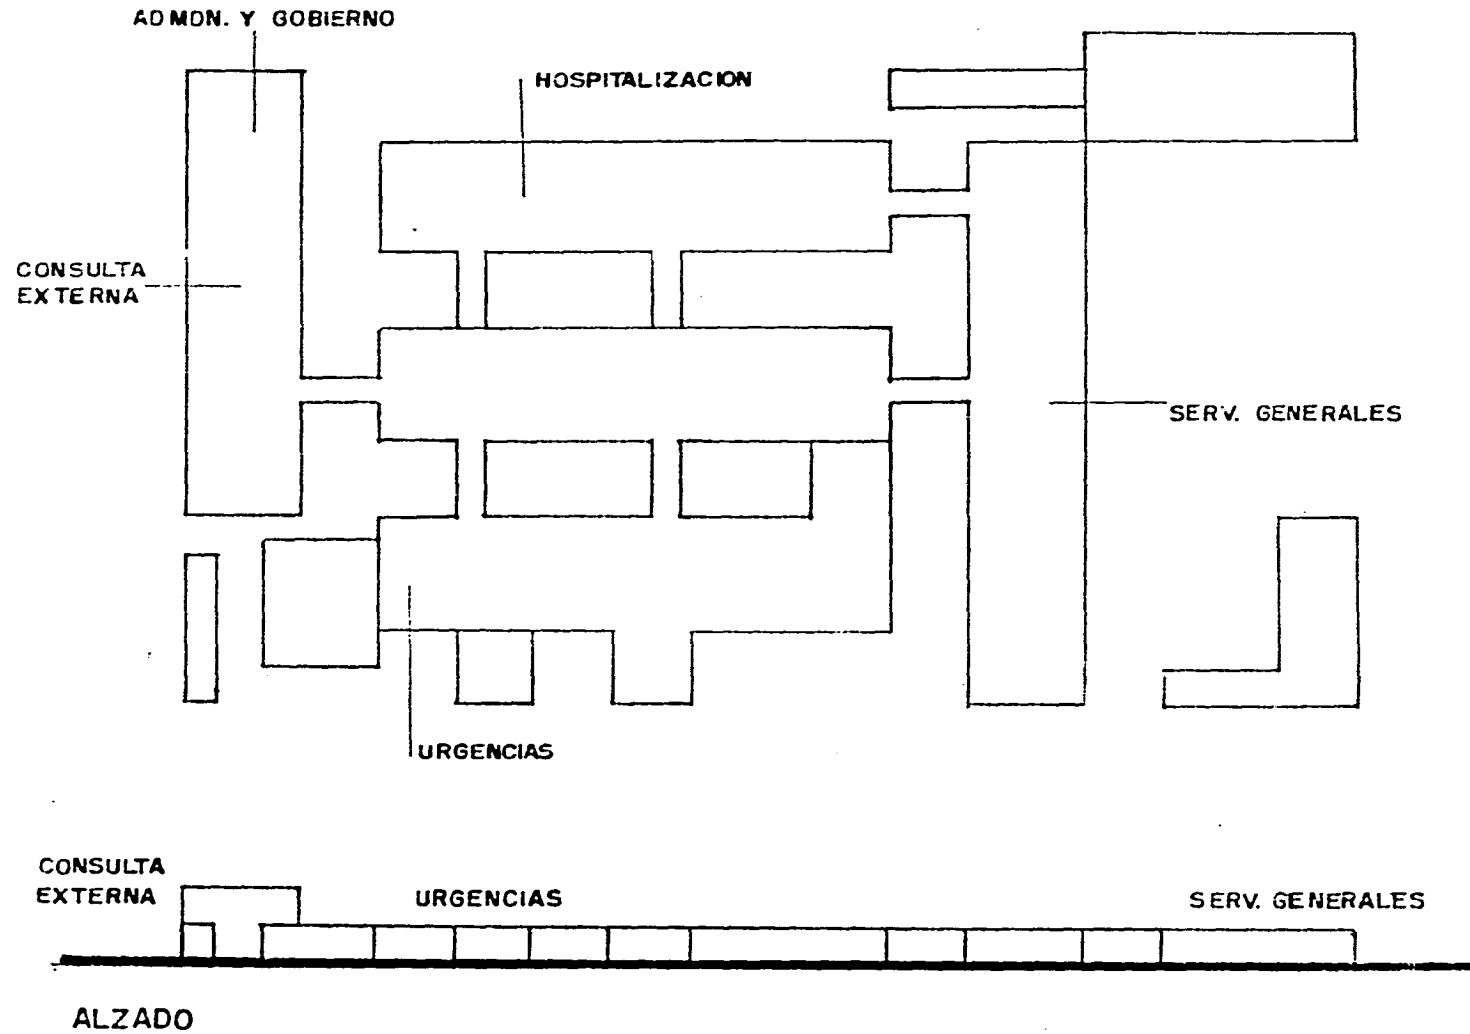 ADMON. Y GOBIERNO
HOSPITALIZACION
CONSULTA
EXTERNA
SERV. GENERALES
URGENCIAS
CONSULTA
EXTERNA
URGENCIAS
SERV. GENERALES
ALZADO